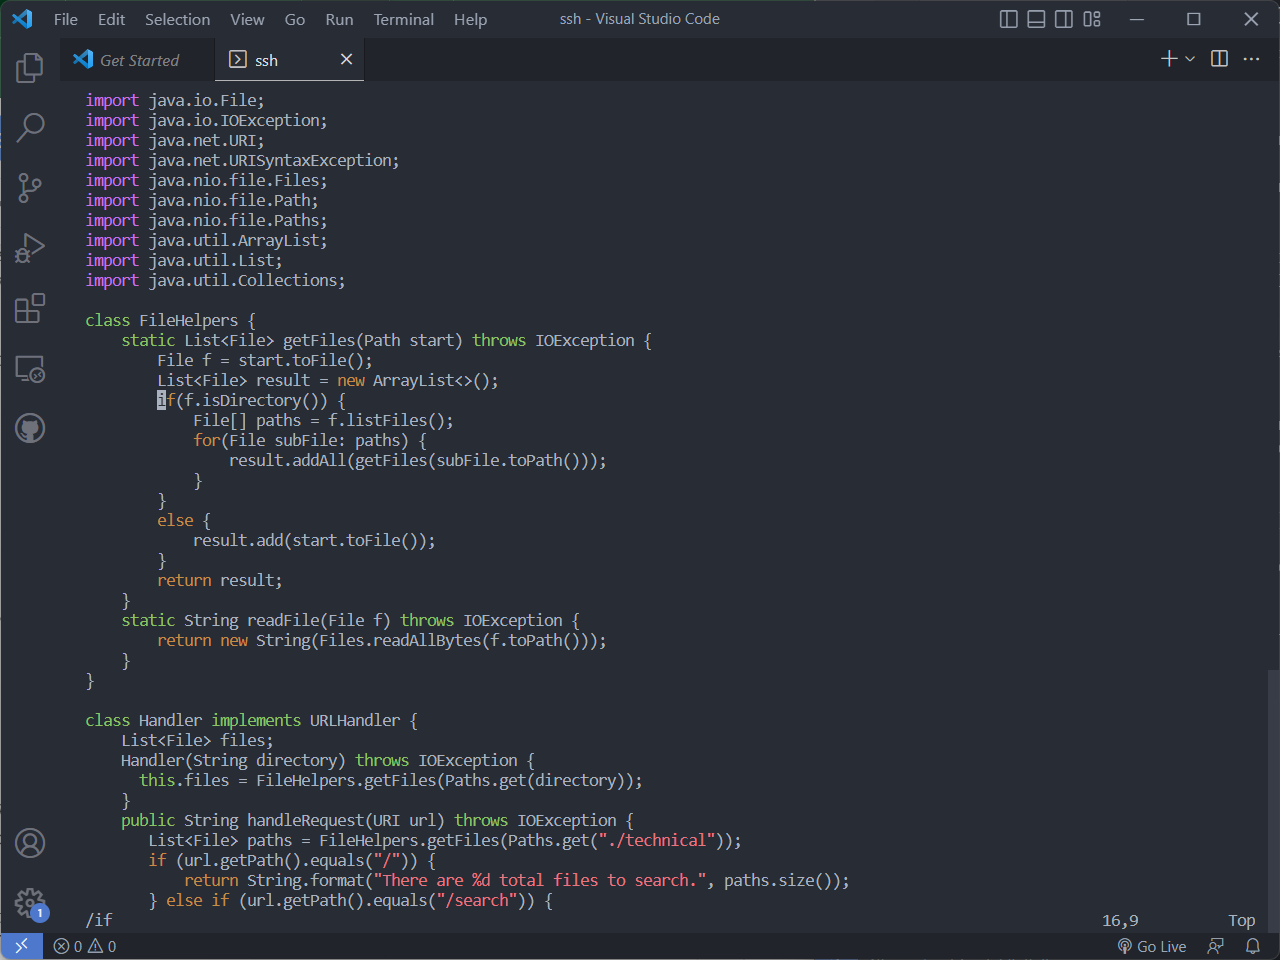 File Edit Selection View Go Run Terminal Help ssh - Visual Studio Code
Get Started ssh
import java.io.File;
import java.io.IOException;
import java.net.URI;
import java.net.URISyntaxException;
import java.nio.file.Files;
import java.nio.file.Path;
import java.nio.file.Paths;
import java.util.ArrayList;
import java.util.List;
import java.util.Collections;
class FileHelpers {
    static List<File> getFiles(Path start) throws IOException {
        File f = start.toFile();
        List<File> result = new ArrayList<>();
        if(f.isDirectory()) {
            File[] paths = f.listFiles();
            for(File subFile: paths) {
                result.addAll(getFiles(subFile.toPath()));
            }
        }
        else {
            result.add(start.toFile());
        }
        return result;
    }
    static String readFile(File f) throws IOException {
        return new String(Files.readAllBytes(f.toPath()));
    }
}
class Handler implements URLHandler {
    List<File> files;
    Handler(String directory) throws IOException {
      this.files = FileHelpers.getFiles(Paths.get(directory));
    }
    public String handleRequest(URI url) throws IOException {
       List<File> paths = FileHelpers.getFiles(Paths.get("./technical"));
       if (url.getPath().equals("/")) {
           return String.format("There are %d total files to search.", paths.size());
       } else if (url.getPath().equals("/search")) {
/if 16,9 Top
1
0 0 Go Live